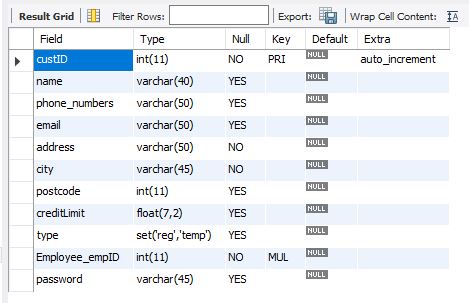 Result Grid Filter Rows: Export: Wrap Cell Content: IA
Field Type Null Key Default Extra
custID int(11) NO PRI NULL auto_increment
name varchar(40) YES NULL
phone_numbers varchar(50) YES NULL
email varchar(50) YES NULL
address varchar(50) NO NULL
city varchar(45) NO NULL
postcode int(11) YES NULL
creditLimit float(7,2) YES NULL
type set('reg','temp') YES NULL
Employee_empID int(11) NO MUL NULL
password varchar(45) YES NULL